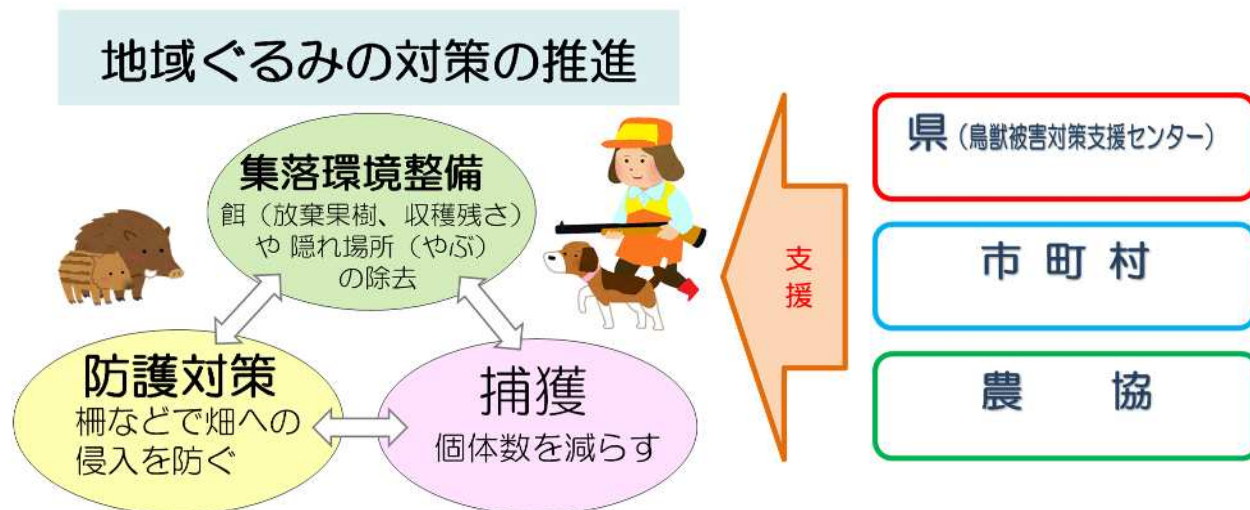 地域ぐるみの対策の推進
集落環境整備
餌（放棄果樹、収穫残さ）
や 隠れ場所（やぶ）
の除去
防護対策
柵などで畑への
侵入を防ぐ
捕獲
個体数を減らす
支
援
県（鳥獣被害対策支援センター）
市 町 村
農　　協